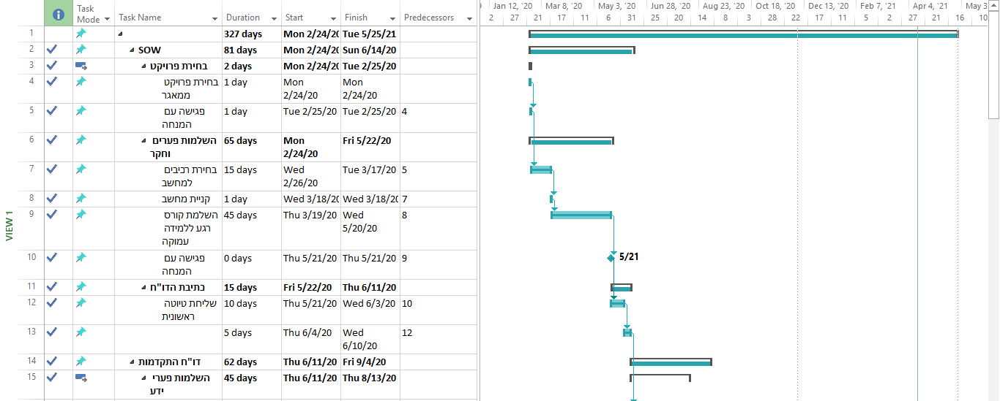 Task Mode Task Name Duration Start Finish Predecessors
Jan 12, '20 Mar 8, '20 May 3, '20 Jun 28, '20 Aug 23, '20 Oct 18, '20 Dec 13, '20 Feb 7, '21 Apr 4, '21 May 3
2 27 21 17 11 6 31 25 20 14 8 3 28 22 17 11 5 2 27 21 10
1 327 days Mon 2/24/20 Tue 5/25/21
2 SOW 81 days Mon 2/24/20 Sun 6/14/20
3 בחירת פרויקט 2 days Mon 2/24/20 Tue 2/25/20
4 בחירת פרויקט 1 day Mon Mon
ממאגר 2/24/20 2/24/20
5 פגישה עם 1 day Tue 2/25/20 Tue 2/25/20 4
המנחה
6 השלמות פערים 65 days Mon Fri 5/22/20
וחקר 2/24/20
7 בחירת רכיבים 15 days Wed Tue 3/17/20 5
למחשב 2/26/20
8 קניית מחשב 1 day Wed 3/18/20 Wed 3/18/20 7
9 השלמת קורס 45 days Thu 3/19/20 Wed 8
רגע ללמידה 5/20/20
עמוקה
10 פגישה עם 0 days Thu 5/21/20 Thu 5/21/20 9
המנחה
5/21
11 כתיבת הדו"ח 15 days Fri 5/22/20 Thu 6/11/20
12 שליחת טיוטה 10 days Thu 5/21/20 Wed 6/3/20 10
ראשונית
13 5 days Thu 6/4/20 Wed 12
6/10/20
14 דו"ח התקדמות 62 days Thu 6/11/20 Fri 9/4/20
15 השלמות פערי 45 days Thu 6/11/20 Thu 8/13/20
ידע
VIEW 1